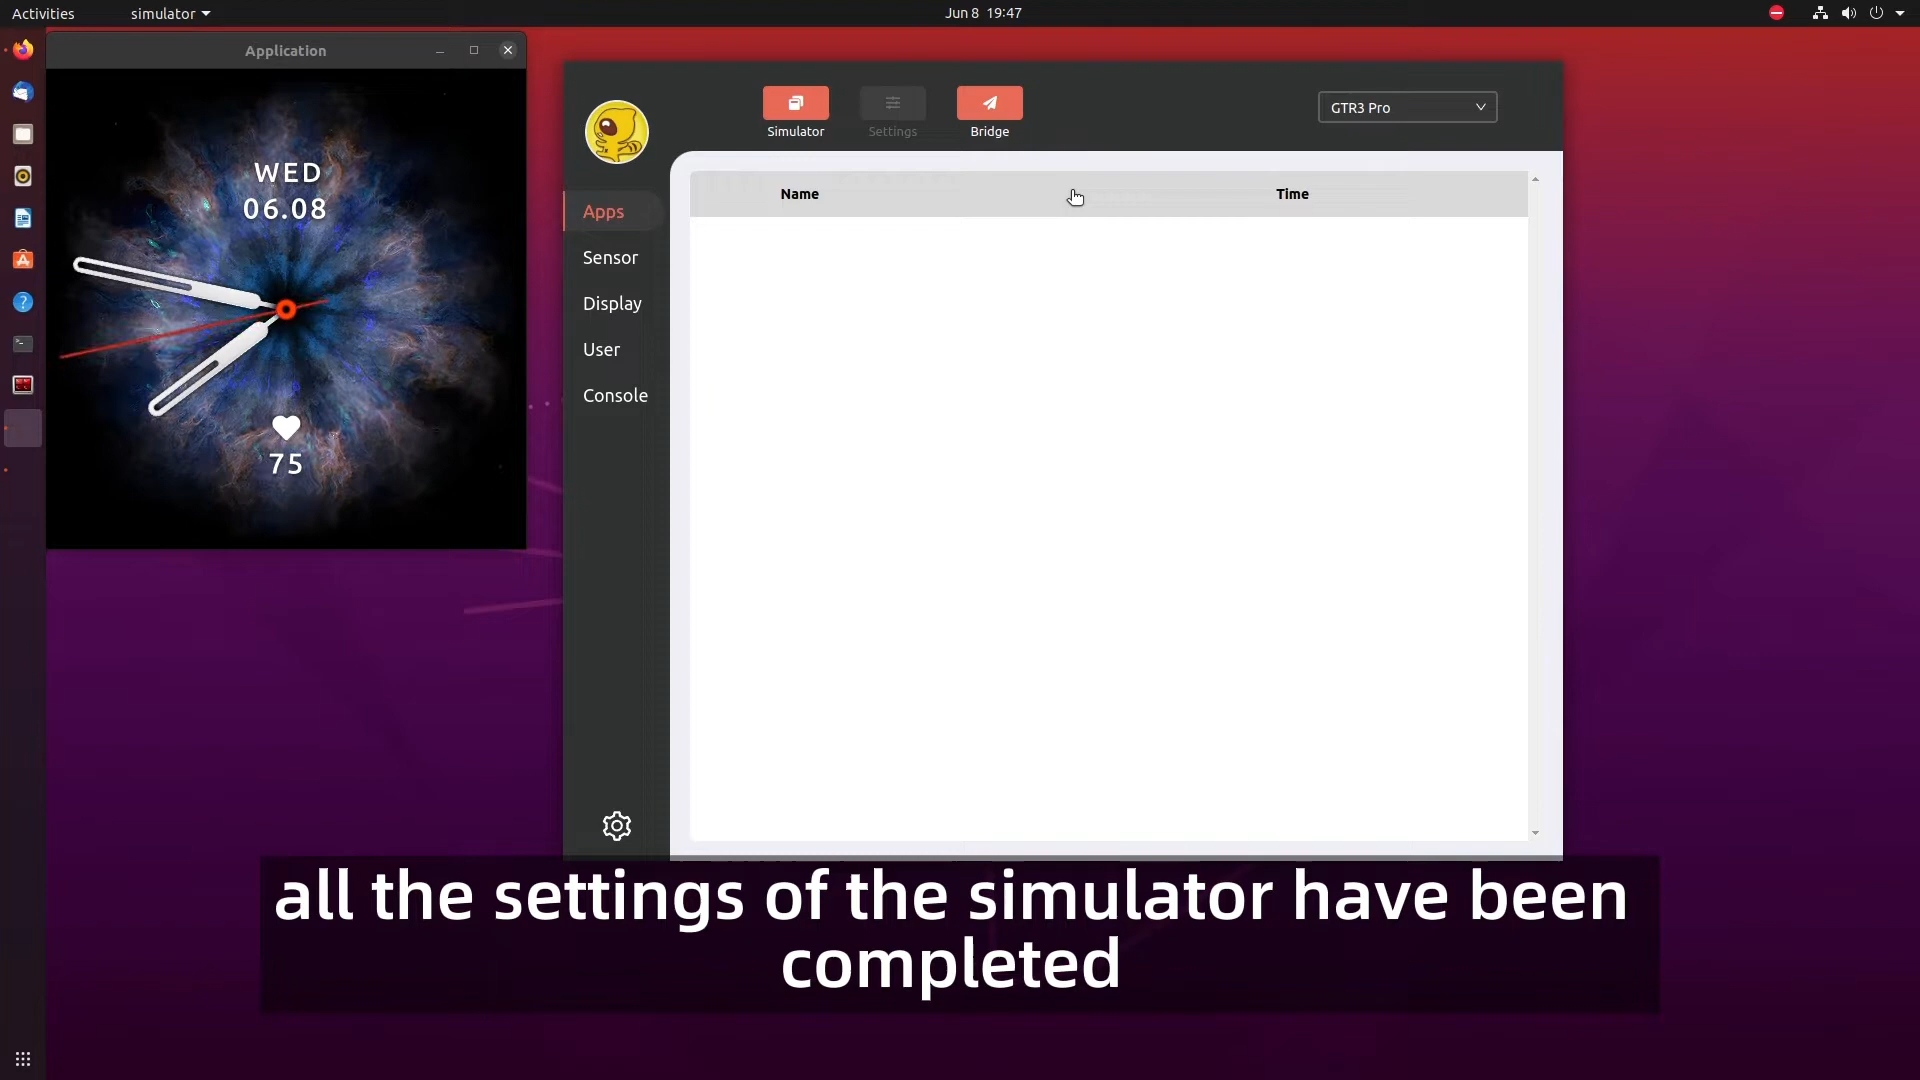 Activities
simulator
Jun 8 19:47
Application
WED
06.08
75
Simulator
Settings
Bridge
GTR3 Pro
Apps
Sensor
Display
User
Console
Name
Time
all the settings of the simulator have been
completed